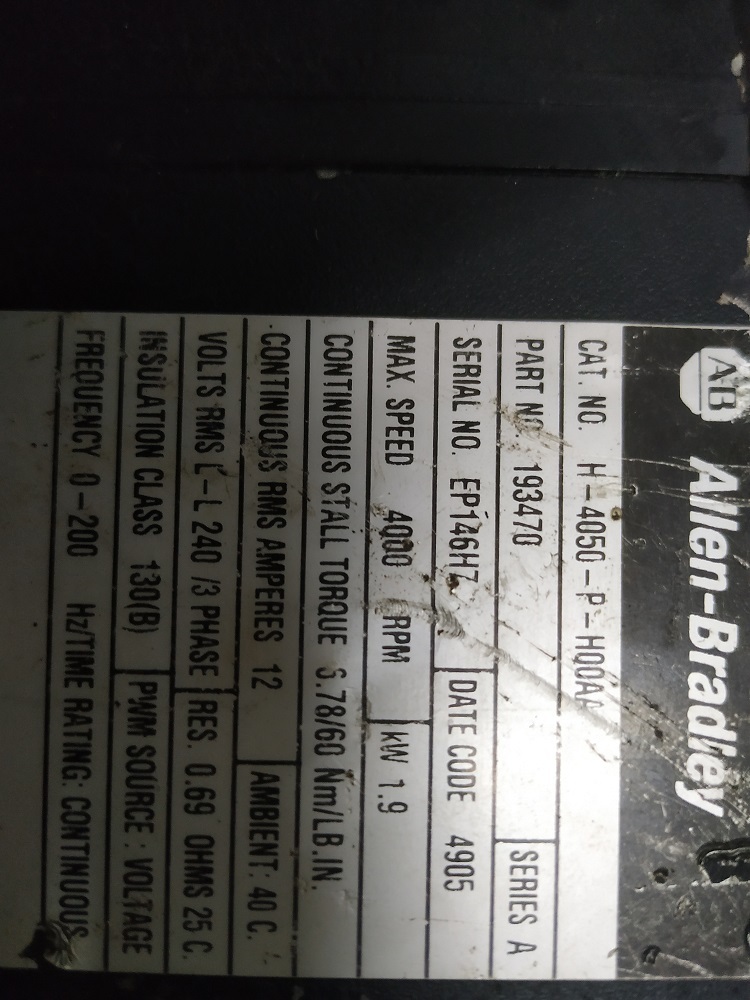 AB Allen-Bradley
CAT. NO. H-4050-P-H00AA
PART NO. 193470 SERIES A
SERIAL NO. EP146H7 DATE CODE 4905
MAX. SPEED 4000 RPM kW 1.9
CONTINUOUS STALL TORQUE 6.78/60 Nm/LB.IN.
CONTINUOUS RMS AMPERES 12 AMBIENT: 40 C.
VOLTS RMS L-L 240 /3 PHASE RES. 0.69 OHMS 25 C.
INSULATION CLASS 130(B) PWM SOURCE: VOLTAGE
FREQUENCY 0-200 Hz/TIME RATING: CONTINUOUS